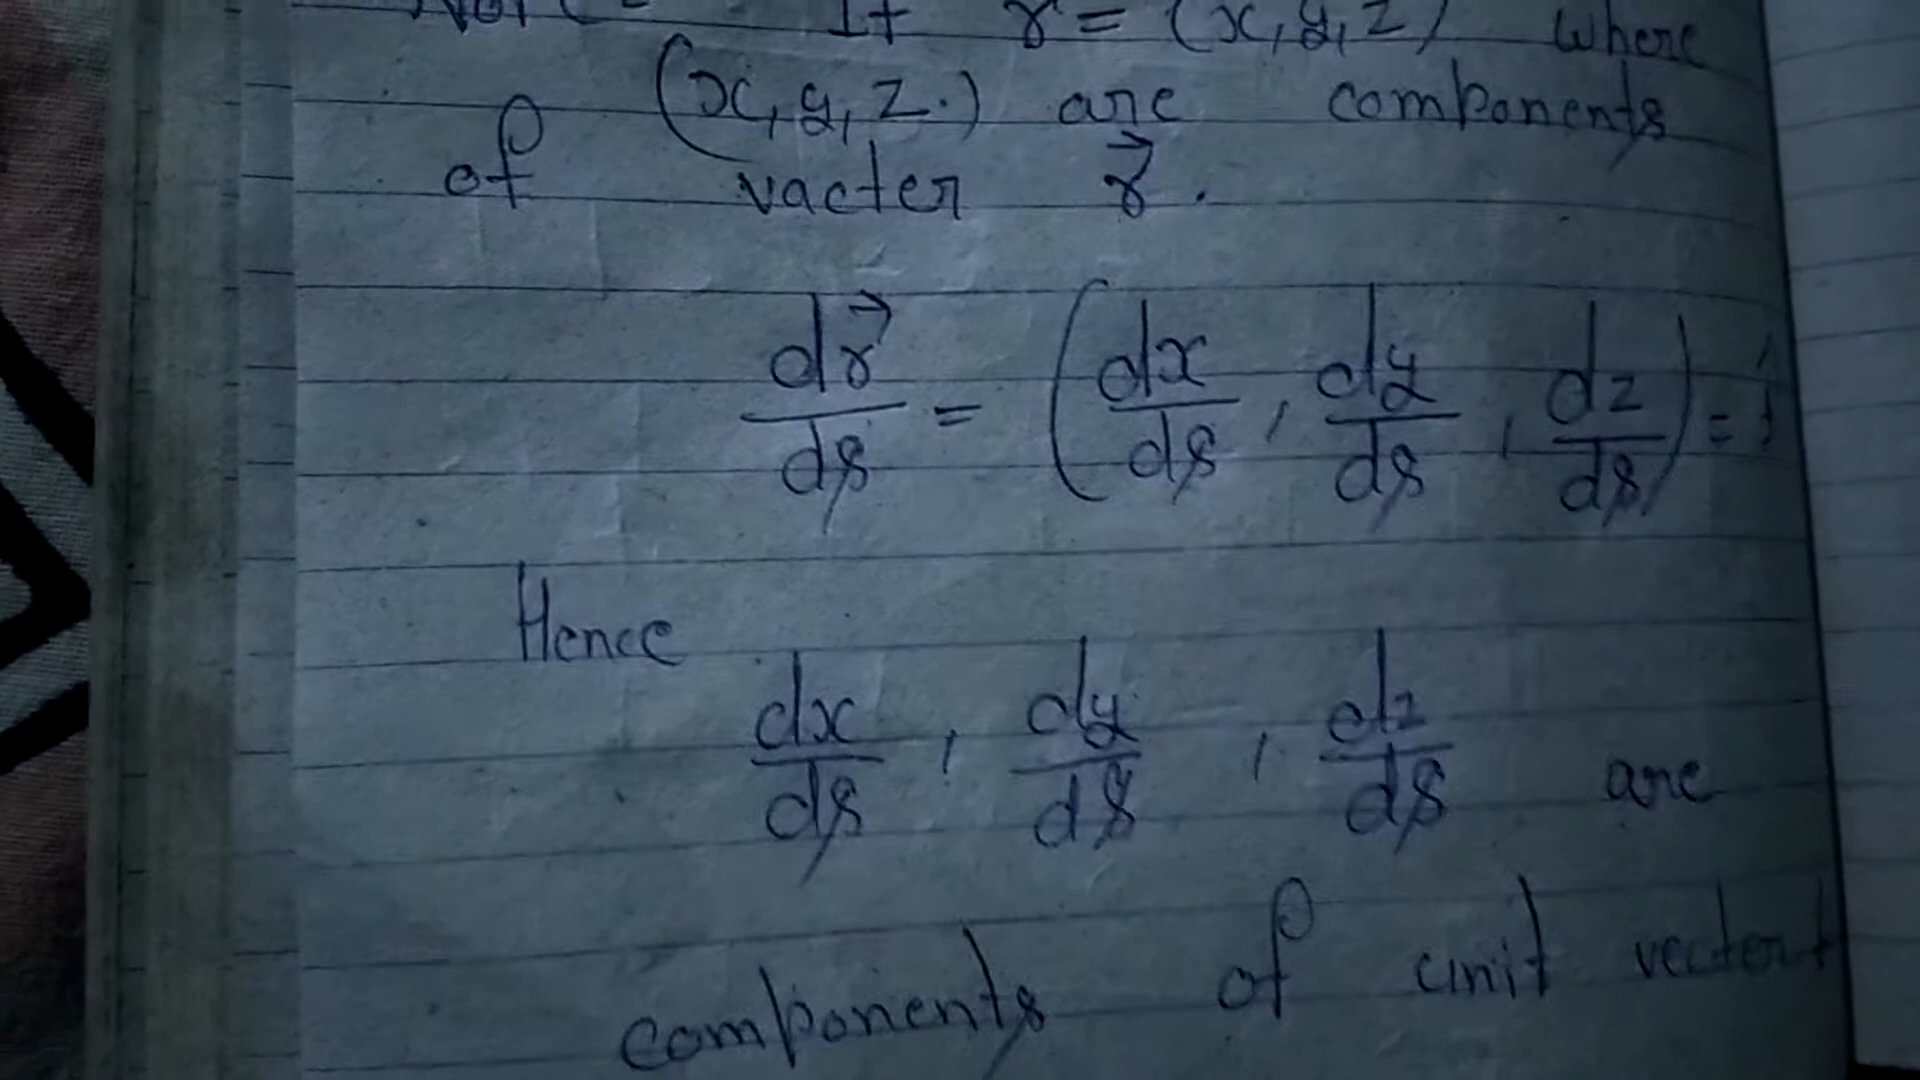 If r = (x, y, z) where
(x, y, z.) are components
of vacter r⃗.
dr⃗/ds = (dx/ds, dy/ds, dz/ds) =
Hence
dx/ds, dy/ds, dz/ds are
components of unit vector t